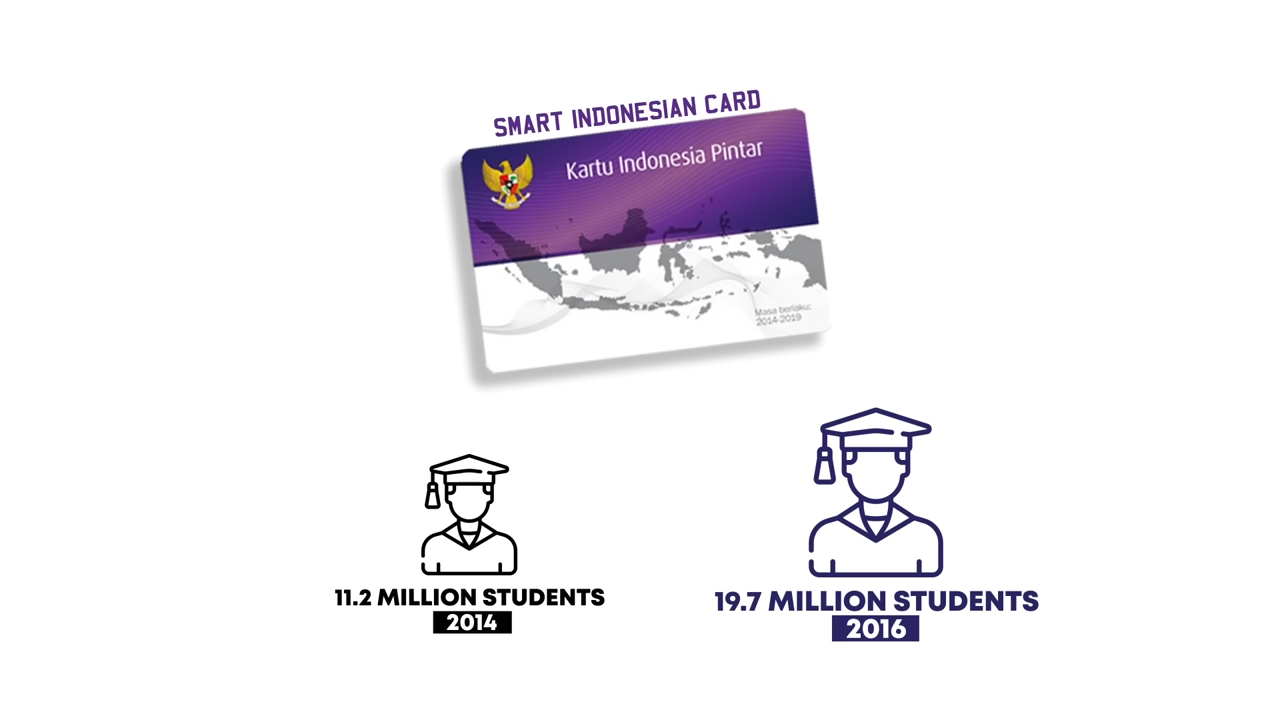 SMART INDONESIAN CARD
Kartu Indonesia Pintar
Masa berlaku:
2014-2019
11.2 MILLION STUDENTS
2014
19.7 MILLION STUDENTS
2016